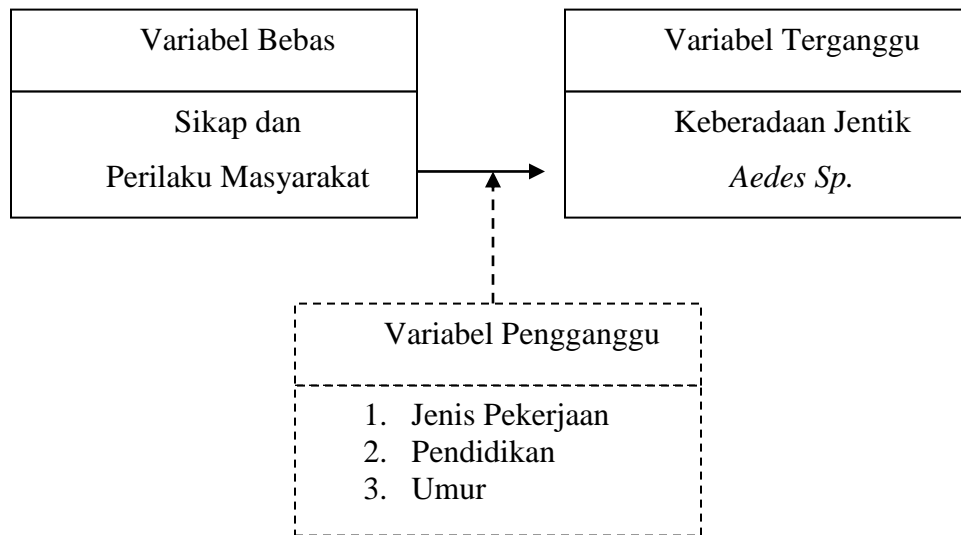 Variabel Bebas
Sikap dan
Perilaku Masyarakat
Variabel Terganggu
Keberadaan Jentik
Aedes Sp.
Variabel Pengganggu
1. Jenis Pekerjaan
2. Pendidikan
3. Umur